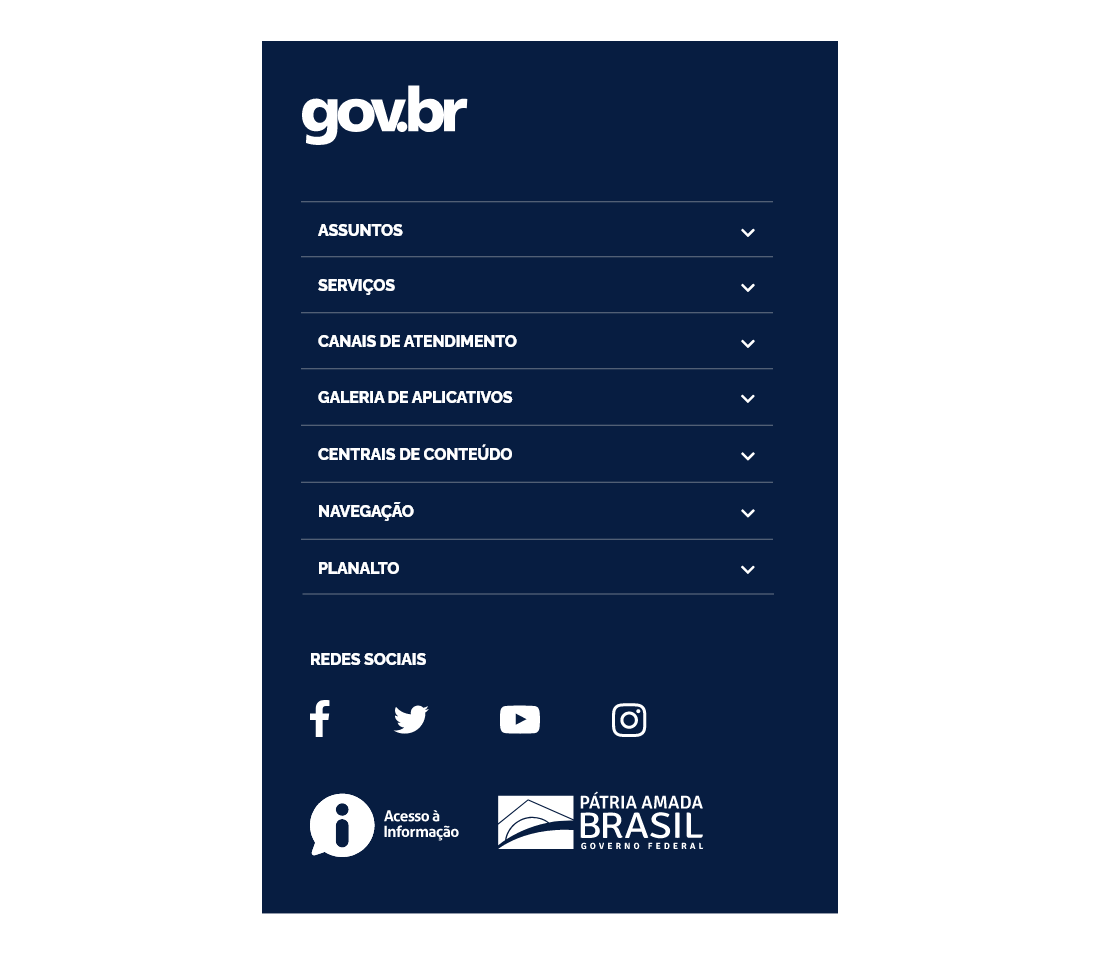 gov.br
ASSUNTOS
SERVIÇOS
CANAIS DE ATENDIMENTO
GALERIA DE APLICATIVOS
CENTRAIS DE CONTEÚDO
NAVEGAÇÃO
PLANALTO
REDES SOCIAIS
Acesso à
Informação
PÁTRIA AMADA
BRASIL
GOVERNO FEDERAL